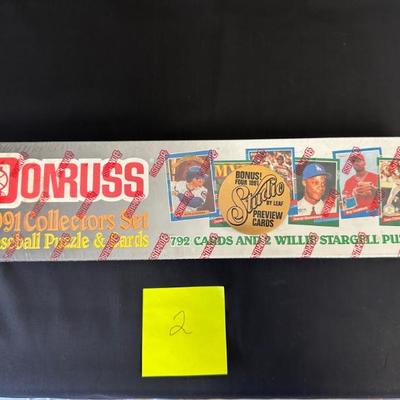 DONRUSS
1991 Collectors Set
Baseball Puzzle & Cards
BONUS!
FOUR 1991
Studio
BY LEAF
PREVIEW
CARDS
792 CARDS AND 2 WILLIE STARGELL PU
2